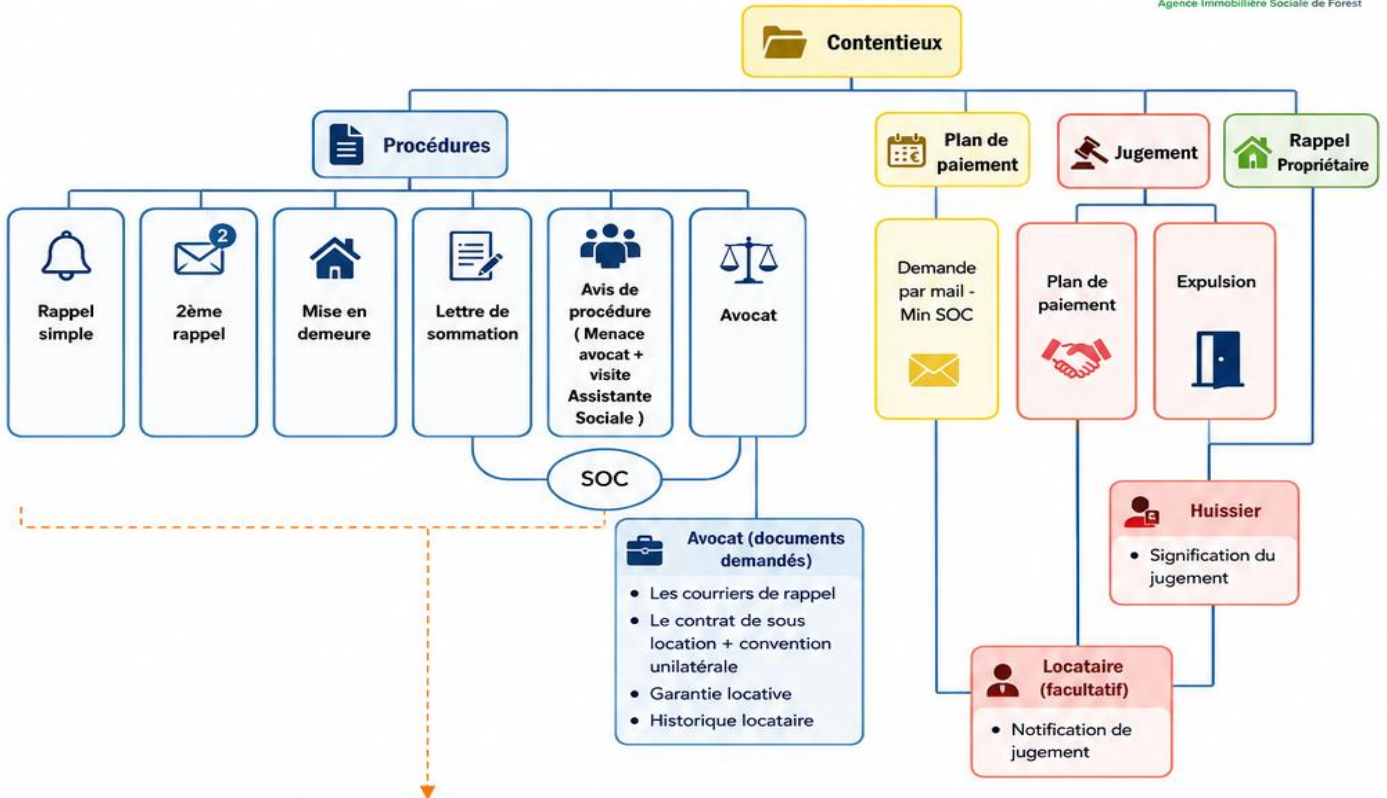 Agence Immobilière Sociale de Forest
Contentieux
Procédures
Plan de
paiement
Jugement
Rappel
Propriétaire
Rappel
simple
2
2ème
rappel
Mise en
demeure
Lettre de
sommation
Avis de
procédure
( Menace
avocat +
visite
Assistante
Sociale )
Avocat
Demande
par mail -
Min SOC
Plan de
paiement
Expulsion
SOC
Avocat (documents
demandés)
• Les courriers de rappel
• Le contrat de sous
location + convention
unilatérale
• Garantie locative
• Historique locataire
Huissier
• Signification du
jugement
Locataire
(facultatif)
• Notification de
jugement